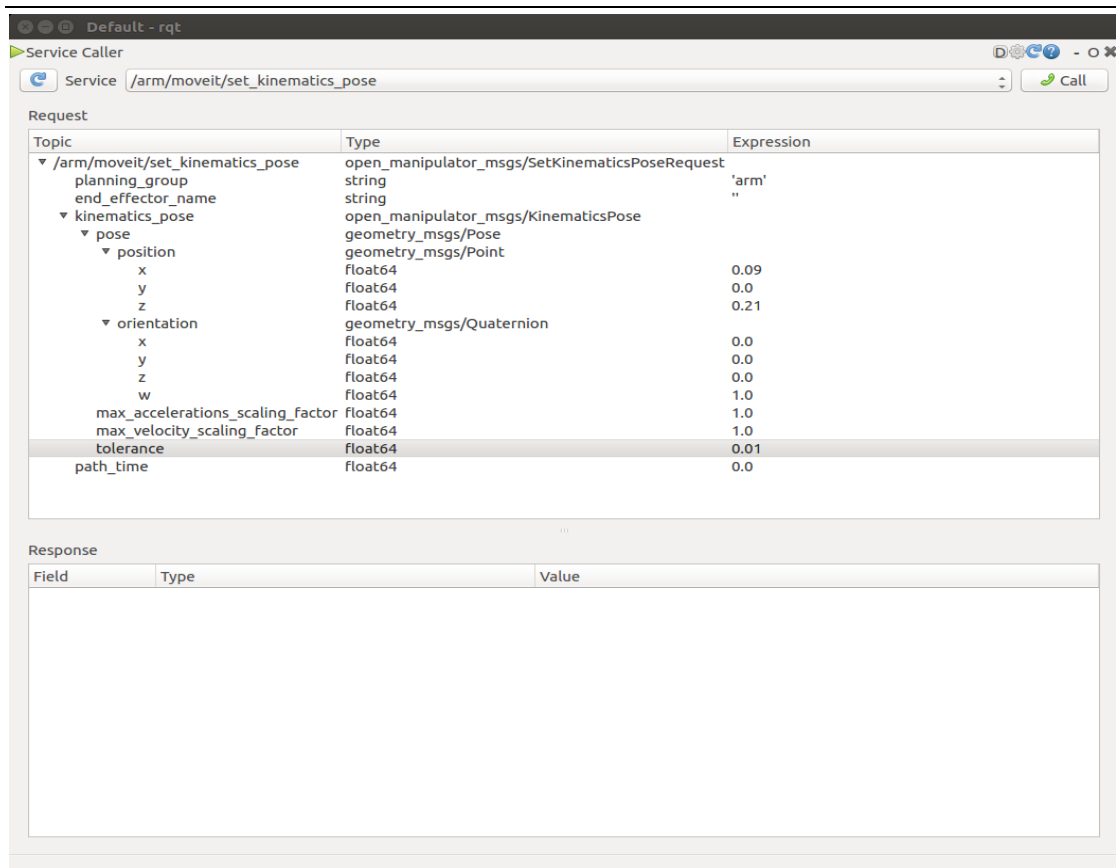 Default - rqt
Service Caller D - O
Service /arm/moveit/set_kinematics_pose Call
Request
Topic Type Expression
/arm/moveit/set_kinematics_pose open_manipulator_msgs/SetKinematicsPoseRequest
planning_group string 'arm'
end_effector_name string ''
kinematics_pose open_manipulator_msgs/KinematicsPose
pose geometry_msgs/Pose
position geometry_msgs/Point
x float64 0.09
y float64 0.0
z float64 0.21
orientation geometry_msgs/Quaternion
x float64 0.0
y float64 0.0
z float64 0.0
w float64 1.0
max_accelerations_scaling_factor float64 1.0
max_velocity_scaling_factor float64 1.0
tolerance float64 0.01
path_time float64 0.0
Response
Field Type Value